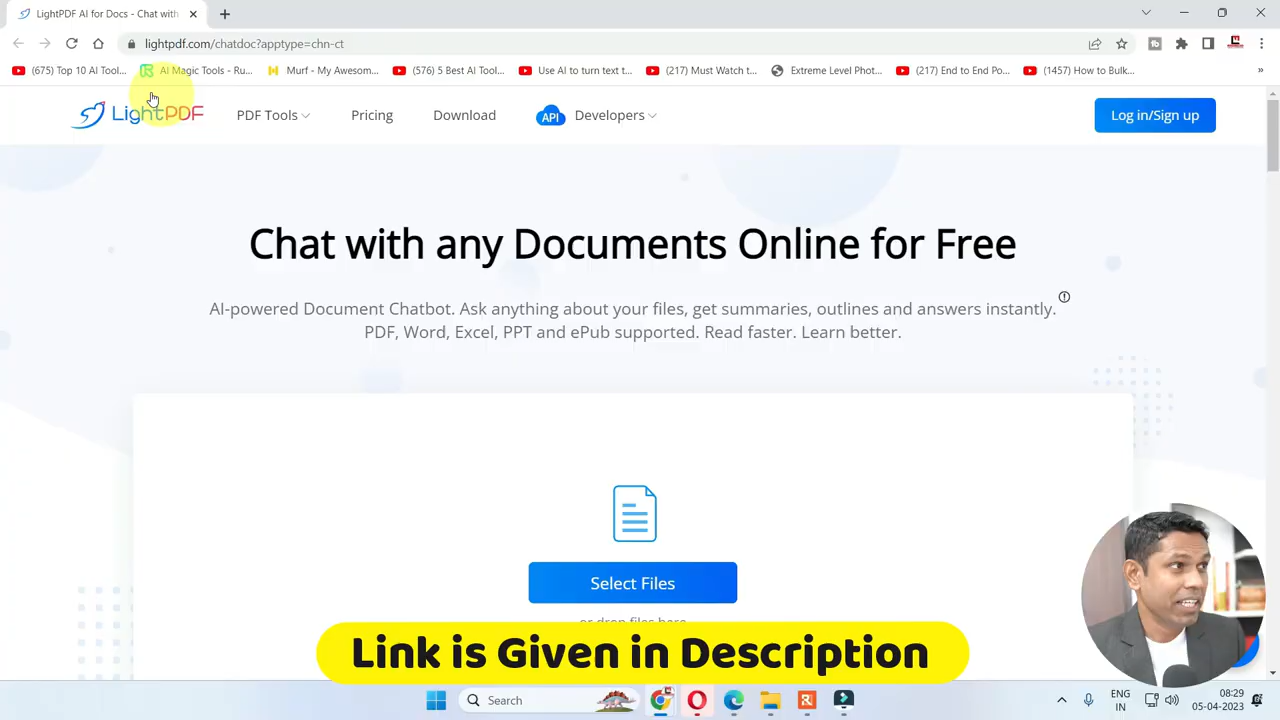 LightPDF AI for Docs - Chat with
lightpdf.com/chatdoc?apptype=chn-ct
(675) Top 10 AI Tool...
AI Magic Tools - Ru...
Murf - My Awesom...
(576) 5 Best AI Tool...
Use AI to turn text t...
(217) Must Watch t...
Extreme Level Phot...
(217) End to End Po...
(1457) How to Bulk...
»
LightPDF
PDF Tools
Pricing
Download
API
Developers
Log in/Sign up
Chat with any Documents Online for Free
AI-powered Document Chatbot. Ask anything about your files, get summaries, outlines and answers instantly.
PDF, Word, Excel, PPT and ePub supported. Read faster. Learn better.
Select Files
or drop files here
Link is Given in Description
Search
ENG
IN
08:29
05-04-2023